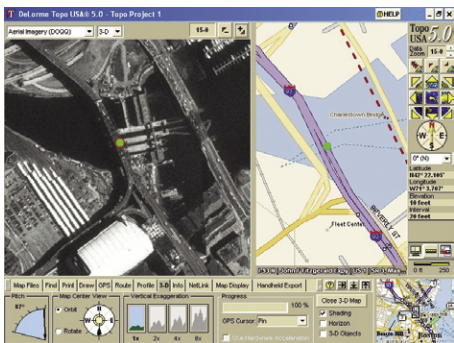 DeLorme Topo USA® 5.0 - Topo Project 1
HELP
Aerial Imagery (DOQQ)
3-D
15-0
Topo
USA 5.0
Data
Zoom
15-0
N
W
E
S
0° (N)
Latitude
N42° 22.105'
Longitude
W71° 3.707'
Elevation
10 feet
Interval
20 feet
Charlestown Bridge
Fleet Center
BEVERLY ST
0 ft 250
Map Files
Find
Print
Draw
GPS
Route
Profile
3-D
Info
NetLink
Map Display
Handheld Export
Pitch
87°
Map Center View
Orbit
Rotate
Vertical Exaggeration
1x
2x
4x
8x
Progress
100 %
GPS Cursor:
Pin
Use Hardware Acceleration
Close 3-D Map
Shading
Horizon
3-D Objects
Boston